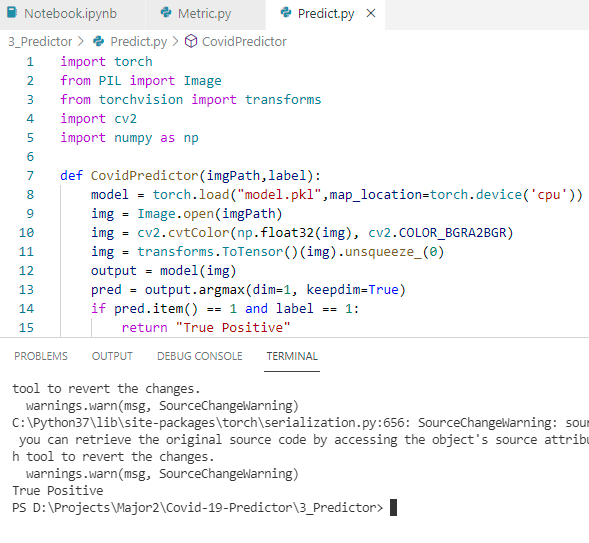 Notebook.ipynb Metric.py Predict.py ×
3_Predictor > Predict.py > CovidPredictor
1 import torch
2 from PIL import Image
3 from torchvision import transforms
4 import cv2
5 import numpy as np
6
7 def CovidPredictor(imgPath,label):
8 model = torch.load("model.pkl",map_location=torch.device('cpu'))
9 img = Image.open(imgPath)
10 img = cv2.cvtColor(np.float32(img), cv2.COLOR_BGRA2BGR)
11 img = transforms.ToTensor()(img).unsqueeze_(0)
12 output = model(img)
13 pred = output.argmax(dim=1, keepdim=True)
14 if pred.item() == 1 and label == 1:
15 return "True Positive"
PROBLEMS OUTPUT DEBUG CONSOLE TERMINAL
tool to revert the changes.
warnings.warn(msg, SourceChangeWarning)
C:\Python37\lib\site-packages\torch\serialization.py:656: SourceChangeWarning: sour
you can retrieve the original source code by accessing the object's source attribu
h tool to revert the changes.
warnings.warn(msg, SourceChangeWarning)
True Positive
PS D:\Projects\Major2\Covid-19-Predictor\3_Predictor>